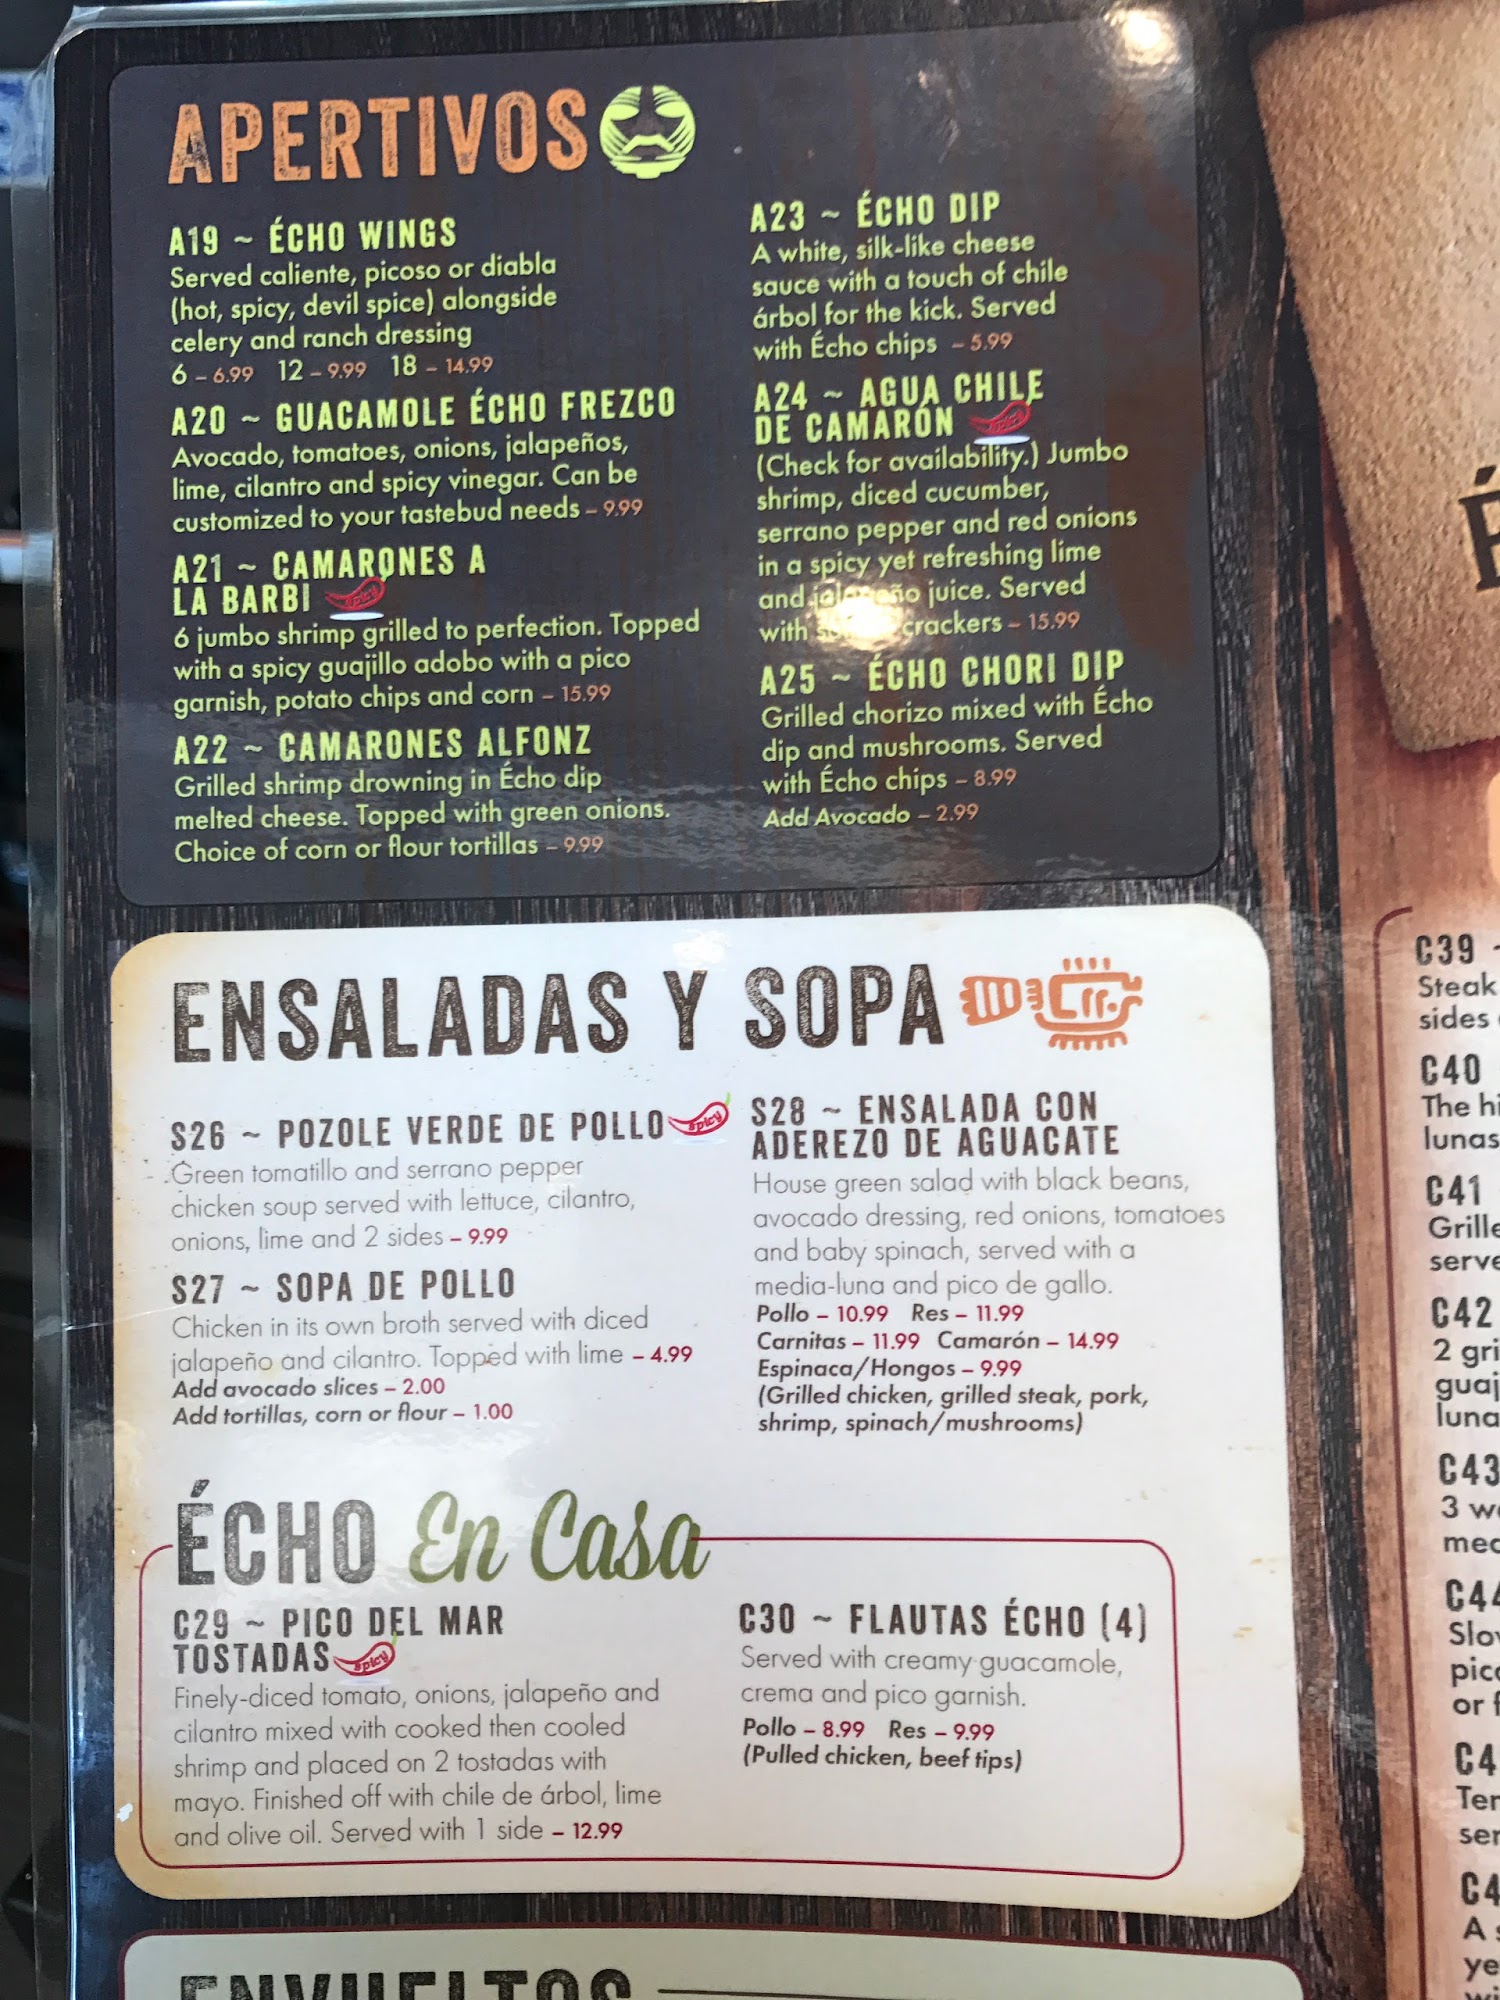 APERTIVOS
A19 ~ ÉCHO WINGS
Served caliente, picoso or diabla
(hot, spicy, devil spice) alongside
celery and ranch dressing
6 – 6.99 12 – 9.99 18 – 14.99
A20 ~ GUACAMOLE ÉCHO FREZCO
Avocado, tomatoes, onions, jalapeños,
lime, cilantro and spicy vinegar. Can be
customized to your tastebud needs – 9.99
A21 ~ CAMARONES A
LA BARBI spicy
6 jumbo shrimp grilled to perfection. Topped
with a spicy guajillo adobo with a pico
garnish, potato chips and corn – 15.99
A22 ~ CAMARONES ALFONZ
Grilled shrimp drowning in Écho dip
melted cheese. Topped with green onions.
Choice of corn or flour tortillas – 9.99
A23 ~ ÉCHO DIP
A white, silk-like cheese
sauce with a touch of chile
árbol for the kick. Served
with Écho chips – 5.99
A24 ~ AGUA CHILE
DE CAMARÓN spicy
(Check for availability.) Jumbo
shrimp, diced cucumber,
serrano pepper and red onions
in a spicy yet refreshing lime
and jalapeño juice. Served
with crackers – 15.99
A25 ~ ÉCHO CHORI DIP
Grilled chorizo mixed with Écho
dip and mushrooms. Served
with Écho chips – 8.99
Add Avocado – 2.99
ENSALADAS Y SOPA
S26 ~ POZOLE VERDE DE POLLO spicy
Green tomatillo and serrano pepper
chicken soup served with lettuce, cilantro,
onions, lime and 2 sides – 9.99
S27 ~ SOPA DE POLLO
Chicken in its own broth served with diced
jalapeño and cilantro. Topped with lime – 4.99
Add avocado slices – 2.00
Add tortillas, corn or flour – 1.00
S28 ~ ENSALADA CON
ADEREZO DE AGUACATE
House green salad with black beans,
avocado dressing, red onions, tomatoes
and baby spinach, served with a
media-luna and pico de gallo.
Pollo – 10.99 Res – 11.99
Carnitas – 11.99 Camarón – 14.99
Espinaca/Hongos – 9.99
(Grilled chicken, grilled steak, pork,
shrimp, spinach/mushrooms)
ÉCHO En Casa
C29 ~ PICO DEL MAR
TOSTADAS spicy
Finely-diced tomato, onions, jalapeño and
cilantro mixed with cooked then cooled
shrimp and placed on 2 tostadas with
mayo. Finished off with chile de árbol, lime
and olive oil. Served with 1 side – 12.99
C30 ~ FLAUTAS ÉCHO (4)
Served with creamy guacamole,
crema and pico garnish.
Pollo – 8.99 Res – 9.99
(Pulled chicken, beef tips)
ENVUELTOS
C39 ~
Steak
sides
C40
The
lunas
C41
C42
2
C43
3
C44
or
A